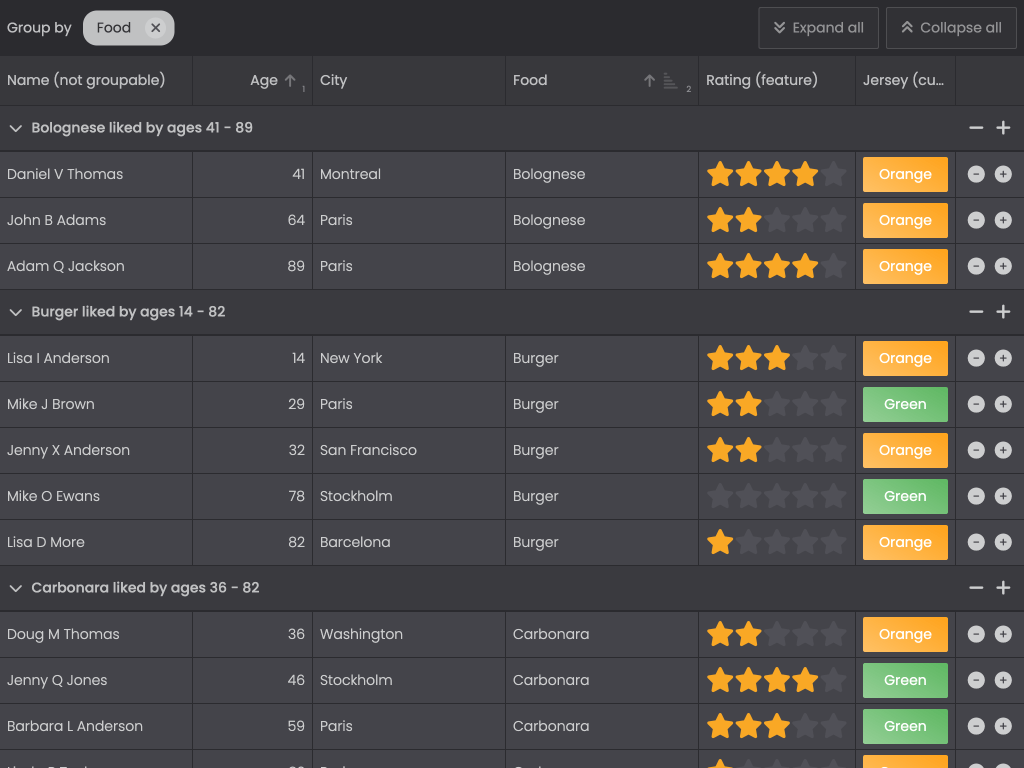 Group by Food Expand all Collapse all
Name (not groupable) Age 1 City Food 2 Rating (feature) Jersey (cu...
Bolognese liked by ages 41 - 89
Daniel V Thomas 41 Montreal Bolognese Orange
John B Adams 64 Paris Bolognese Orange
Adam Q Jackson 89 Paris Bolognese Orange
Burger liked by ages 14 - 82
Lisa I Anderson 14 New York Burger Orange
Mike J Brown 29 Paris Burger Green
Jenny X Anderson 32 San Francisco Burger Orange
Mike O Ewans 78 Stockholm Burger Green
Lisa D More 82 Barcelona Burger Orange
Carbonara liked by ages 36 - 82
Doug M Thomas 36 Washington Carbonara Orange
Jenny Q Jones 46 Stockholm Carbonara Green
Barbara L Anderson 59 Paris Carbonara Green